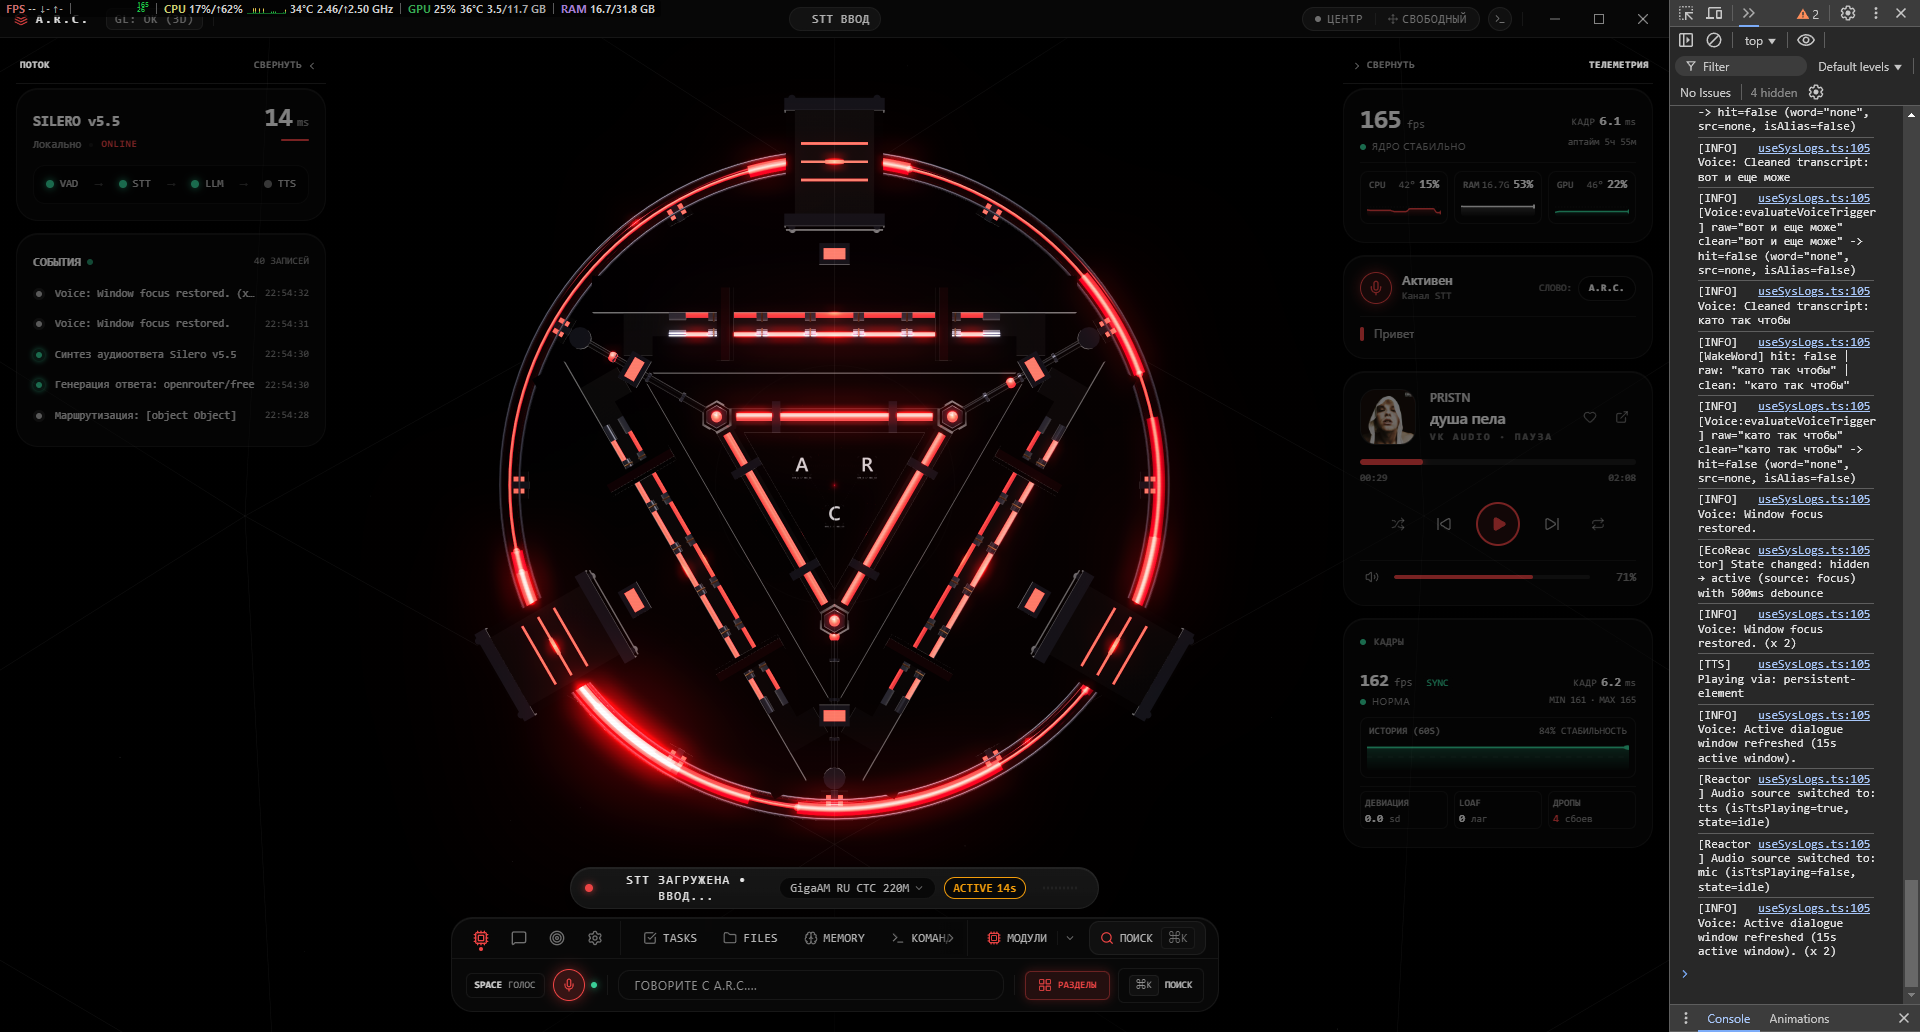 FPS -- ↓- ↑- | CPU 17%/↑62% 34°C 2.46/↑2.50 GHz | GPU 25% 36°C 3.5/11.7 GB | RAM 16.7/31.8 GB
A.R.C.
GL: OK (3D)
STT ВВОД
ЦЕНТР
СВОБОДНЫЙ
ПОТОК
СВЕРНУТЬ
SILERO v5.5
14 ms
Локально · ONLINE
VAD → STT → LLM → TTS
СОБЫТИЯ
40 ЗАПИСЕЙ
Voice: Window focus restored. (x… 22:54:32
Voice: Window focus restored. 22:54:31
Синтез аудиоответа Silero v5.5 22:54:30
Генерация ответа: openrouter/free 22:54:30
Маршрутизация: [object Object] 22:54:28
A R
C
СВЕРНУТЬ
ТЕЛЕМЕТРИЯ
165 fps
КАДР 6.1 ms
ЯДРО СТАБИЛЬНО
аптайм 5ч 55м
CPU 42° 15%
RAM 16.7G 53%
GPU 46° 22%
Активен
Канал STT
СЛОВО: A.R.C.
Привет
PRISTN
душа пела
VK AUDIO · ПАУЗА
00:29
02:08
71%
КАДРЫ
162 fps SYNC
КАДР 6.2 ms
НОРМА
MIN 161 · MAX 165
ИСТОРИЯ (60S)
84% СТАБИЛЬНОСТЬ
ДЕВИАЦИЯ
0.0 sd
LOAF
0 лаг
ДРОПЫ
4 сбоев
STT ЗАГРУЖЕНА •
ВВОД...
GigaAM RU CTC 220M
ACTIVE 14s
TASKS
FILES
MEMORY
КОМАН
МОДУЛИ
ПОИСК ⌘K
SPACE ГОЛОС
ГОВОРИТЕ С A.R.C....
РАЗДЕЛЫ
⌘K ПОИСК
2
top
Filter
Default levels
No Issues
4 hidden
-> hit=false (word="none",
src=none, isAlias=false)
[INFO] useSysLogs.ts:105
Voice: Cleaned transcript:
вот и еще може
[INFO] useSysLogs.ts:105
[Voice:evaluateVoiceTrigger
] raw="вот и еще може"
clean="вот и еще може" ->
hit=false (word="none",
src=none, isAlias=false)
[INFO] useSysLogs.ts:105
Voice: Cleaned transcript:
като так чтобы
[INFO] useSysLogs.ts:105
[WakeWord] hit: false |
raw: "като так чтобы" |
clean: "като так чтобы"
[INFO] useSysLogs.ts:105
[Voice:evaluateVoiceTrigger
] raw="като так чтобы"
clean="като так чтобы" ->
hit=false (word="none",
src=none, isAlias=false)
[INFO] useSysLogs.ts:105
Voice: Window focus
restored.
[EcoReac useSysLogs.ts:105
tor] State changed: hidden
→ active (source: focus)
with 500ms debounce
[INFO] useSysLogs.ts:105
Voice: Window focus
restored. (x 2)
[TTS] useSysLogs.ts:105
Playing via: persistent-
element
[INFO] useSysLogs.ts:105
Voice: Active dialogue
window refreshed (15s
active window).
[Reactor useSysLogs.ts:105
] Audio source switched to:
tts (isTtsPlaying=true,
state=idle)
[Reactor useSysLogs.ts:105
] Audio source switched to:
mic (isTtsPlaying=false,
state=idle)
[INFO] useSysLogs.ts:105
Voice: Active dialogue
window refreshed (15s
active window). (x 2)
Console
Animations